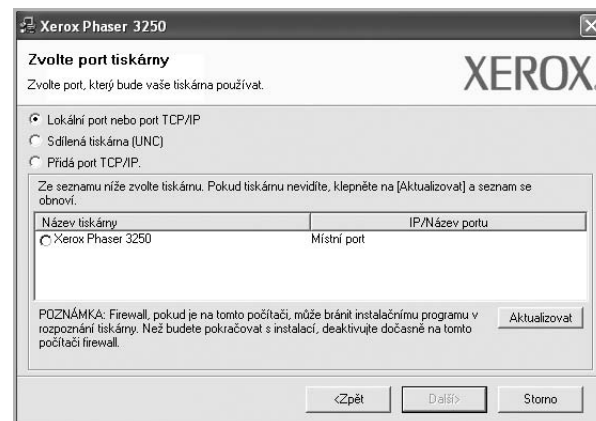 Xerox Phaser 3250
Zvolte port tiskárny
Zvolte port, který bude vaše tiskárna používat.
XEROX.
Lokální port nebo port TCP/IP
Sdílená tiskárna (UNC)
Přidá port TCP/IP.
Ze seznamu níže zvolte tiskárnu. Pokud tiskárnu nevidíte, klepněte na [Aktualizovat] a seznam se
obnoví.
Název tiskárny IP/Název portu
Xerox Phaser 3250 Místní port
POZNÁMKA: Firewall, pokud je na tomto počítači, může bránit instalačnímu programu v
rozpoznání tiskárny. Než budete pokračovat s instalací, deaktivujte dočasně na tomto
počítači firewall.
Aktualizovat
<Zpět Další> Storno